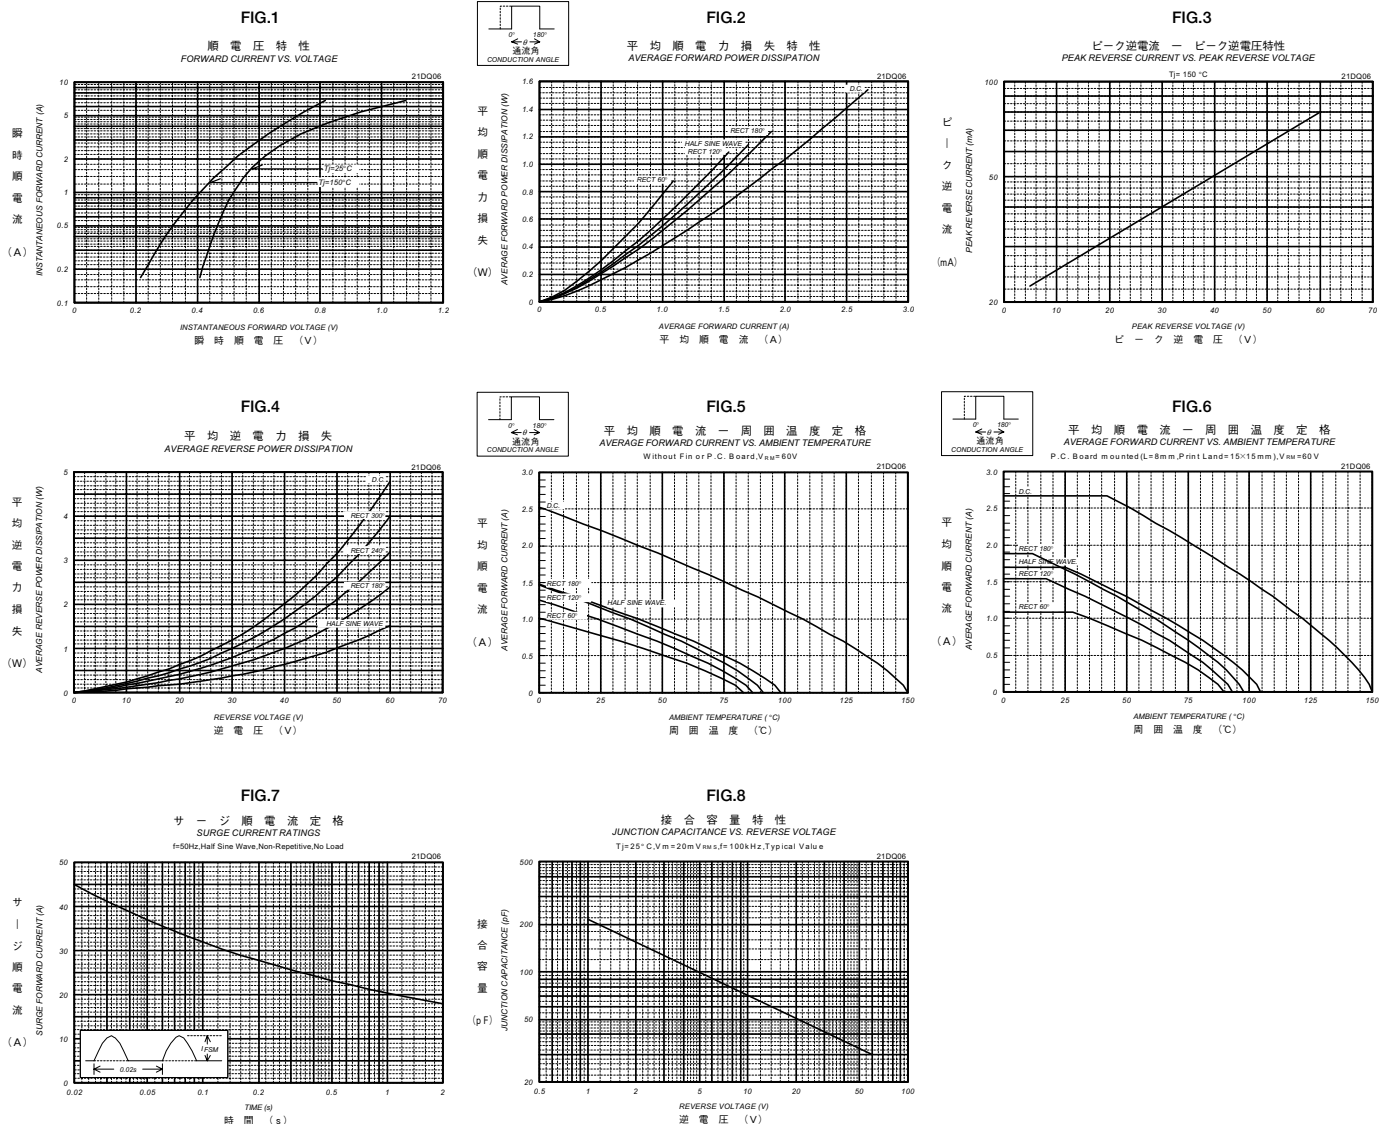 FIG.1
順電圧特性
FORWARD CURRENT VS. VOLTAGE
21DQ06
瞬時順電流 (A)
INSTANTANEOUS FORWARD CURRENT (A)
10
5
2
1
0.5
0.2
0.1
Tj=25°C
Tj=150°C
0 0.2 0.4 0.6 0.8 1.0 1.2
INSTANTANEOUS FORWARD VOLTAGE (V)
瞬時順電圧 (V)
0° 180°
θ
通流角
CONDUCTION ANGLE
FIG.2
平均順電力損失特性
AVERAGE FORWARD POWER DISSIPATION
21DQ06
平均順電力損失 (W)
AVERAGE FORWARD POWER DISSIPATION (W)
1.6
1.4
1.2
1.0
0.8
0.6
0.4
0.2
0
D.C.
RECT 180°
HALF SINE WAVE
RECT 120°
RECT 60°
0 0.5 1.0 1.5 2.0 2.5 3.0
AVERAGE FORWARD CURRENT (A)
平均順電流 (A)
FIG.3
ピーク逆電流 ー ピーク逆電圧特性
PEAK REVERSE CURRENT VS. PEAK REVERSE VOLTAGE
Tj= 150 °C
21DQ06
ピーク逆電流 (mA)
PEAK REVERSE CURRENT (mA)
100
50
20
0 10 20 30 40 50 60 70
PEAK REVERSE VOLTAGE (V)
ピーク逆電圧 (V)
FIG.4
平均逆電力損失
AVERAGE REVERSE POWER DISSIPATION
21DQ06
平均逆電力損失 (W)
AVERAGE REVERSE POWER DISSIPATION (W)
5
4
3
2
1
0
D.C.
RECT 300°
RECT 240°
RECT 180°
HALF SINE WAVE
0 10 20 30 40 50 60 70
REVERSE VOLTAGE (V)
逆電圧 (V)
0° 180°
θ
通流角
CONDUCTION ANGLE
FIG.5
平均順電流ー周囲温度定格
AVERAGE FORWARD CURRENT VS. AMBIENT TEMPERATURE
Without Fin or P.C. Board,VRM=60V
21DQ06
平均順電流 (A)
AVERAGE FORWARD CURRENT (A)
3.0
2.5
2.0
1.5
1.0
0.5
0
D.C.
RECT 180°
RECT 120°
HALF SINE WAVE
RECT 60°
0 25 50 75 100 125 150
AMBIENT TEMPERATURE (°C)
周囲温度 (℃)
0° 180°
θ
通流角
CONDUCTION ANGLE
FIG.6
平均順電流ー周囲温度定格
AVERAGE FORWARD CURRENT VS. AMBIENT TEMPERATURE
P.C. Board mounted(L=8mm,Print Land=15×15mm),VRM=60V
21DQ06
平均順電流 (A)
AVERAGE FORWARD CURRENT (A)
3.0
2.5
2.0
1.5
1.0
0.5
0
D.C.
RECT 180°
HALF SINE WAVE
RECT 120°
RECT 60°
0 25 50 75 100 125 150
AMBIENT TEMPERATURE (°C)
周囲温度 (℃)
FIG.7
サージ順電流定格
SURGE CURRENT RATINGS
f=50Hz,Half Sine Wave,Non-Repetitive,No Load
21DQ06
サージ順電流 (A)
SURGE FORWARD CURRENT (A)
50
40
30
20
10
0
IFSM
0.02s
0.02 0.05 0.1 0.2 0.5 1 2
TIME (s)
時間 (s)
FIG.8
接合容量特性
JUNCTION CAPACITANCE VS. REVERSE VOLTAGE
Tj=25°C,Vm=20mVRMS,f=100kHz,Typical Value
21DQ06
接合容量 (pF)
JUNCTION CAPACITANCE (pF)
500
200
100
50
20
0.5 1 2 5 10 20 50 100
REVERSE VOLTAGE (V)
逆電圧 (V)